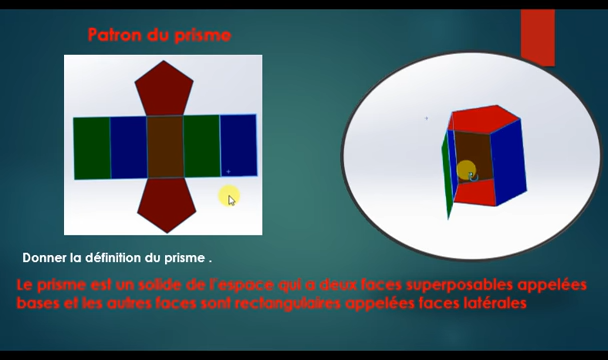 Patron du prisme
Donner la définition du prisme .
Le prisme est un solide de l'espace qui a deux faces superposables appelées
bases et les autres faces sont rectangulaires appelées faces latérales